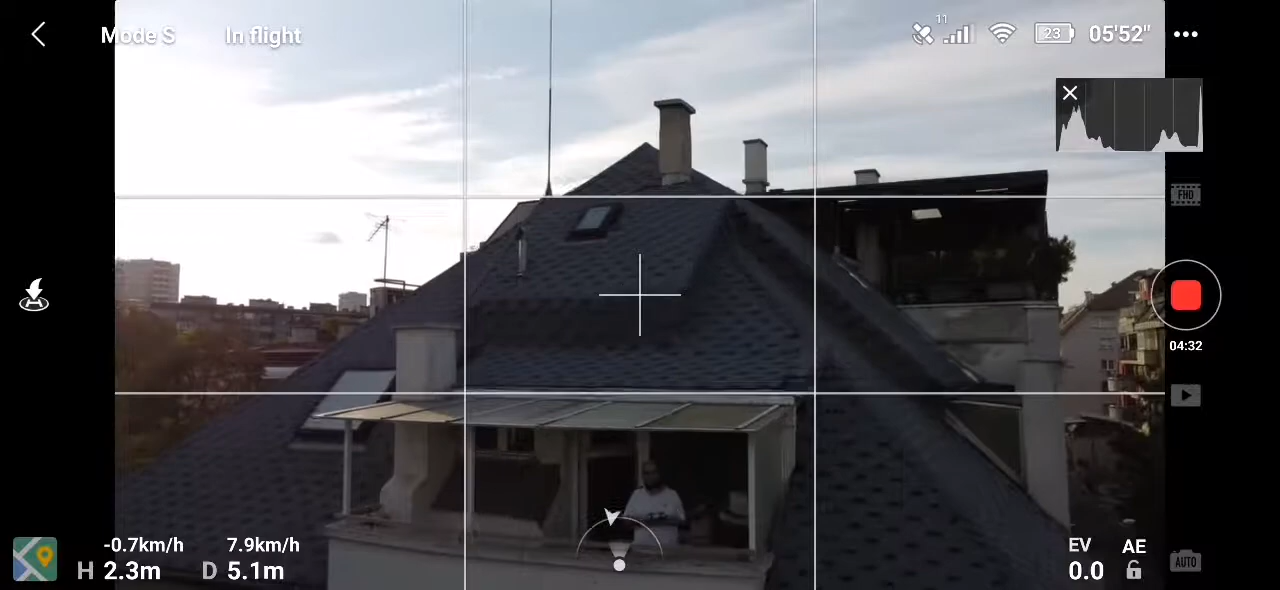 Mode S
In flight
11
23
05'52"
FHD
04:32
-0.7km/h
7.9km/h
H 2.3m
D 5.1m
EV
0.0
AE
AUTO